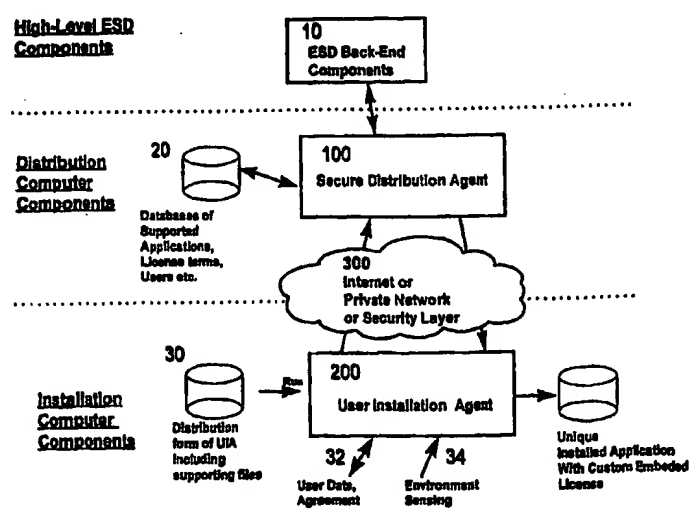 High-Level ESD
Components
10
ESD Back-End
Components
Distribution
Computer
Components
20
Databases of
Supported
Applications,
License terms,
Users etc.
100
Secure Distribution Agent
300
Internet or
Private Network
or Security Layer
Installation
Computer
Components
30
Distribution
form of UIA
Including
supporting files
Run
200
User Installation Agent
32
User Data,
Agreement
34
Environment
Sensing
Unique
Installed Application
With Custom Embeded
License